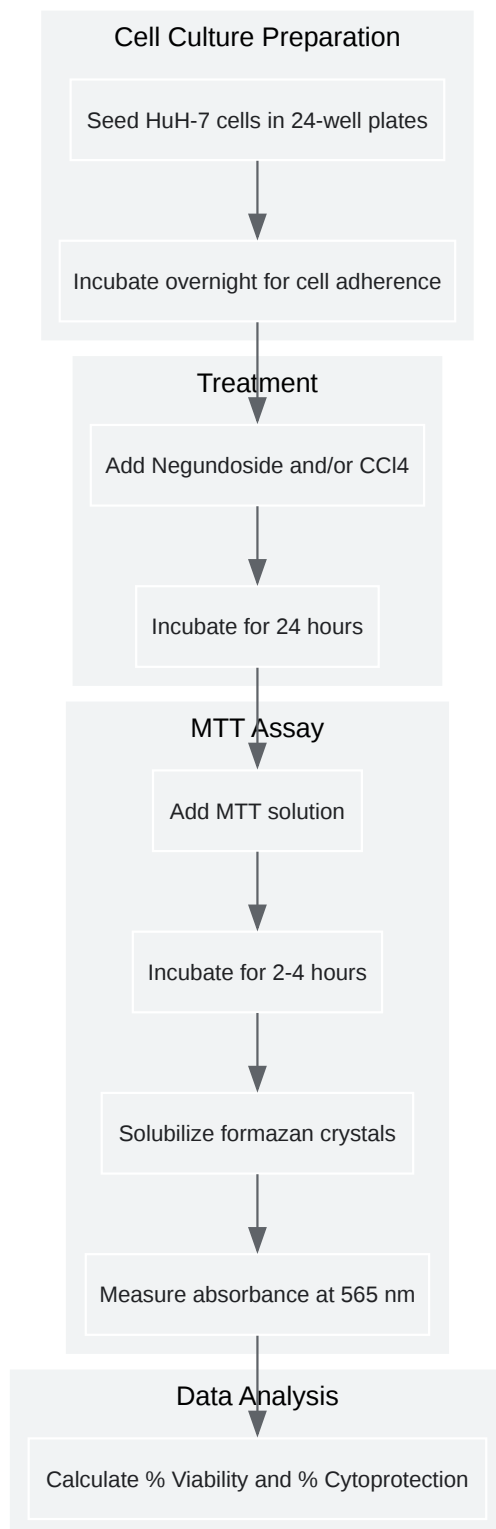 Cell Culture Preparation
Seed HuH-7 cells in 24-well plates
Incubate overnight for cell adherence
Treatment
Add Negundoside and/or CCl4
Incubate for 24 hours
MTT Assay
Add MTT solution
Incubate for 2-4 hours
Solubilize formazan crystals
Measure absorbance at 565 nm
Data Analysis
Calculate % Viability and % Cytoprotection